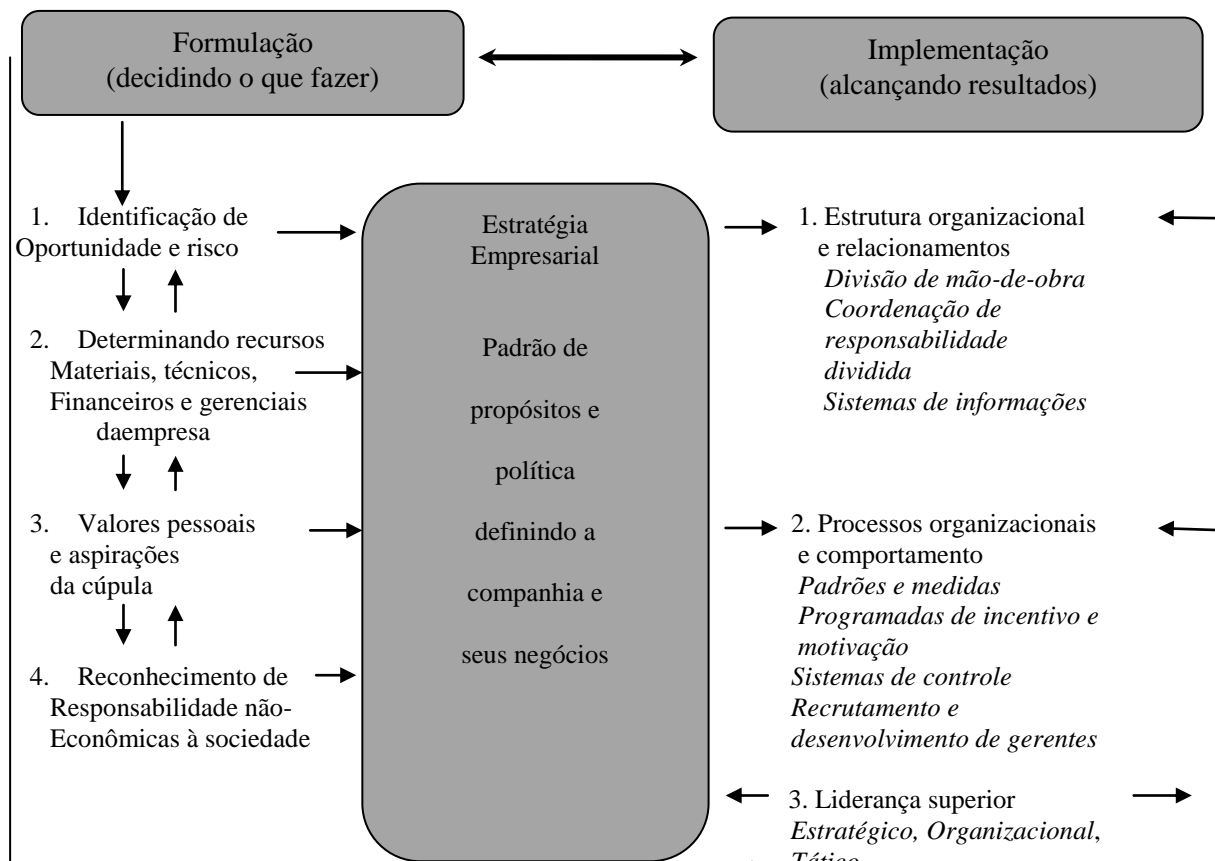 Formulação
(decidindo o que fazer)
Implementação
(alcançando resultados)
1. Identificação de
Oportunidade e risco
2. Determinando recursos
Materiais, técnicos,
Financeiros e gerenciais
daempresa
3. Valores pessoais
e aspirações
da cúpula
4. Reconhecimento de
Responsabilidade não-
Econômicas à sociedade
Estratégia
Empresarial
Padrão de
propósitos e
política
definindo a
companhia e
seus negócios
1. Estrutura organizacional
e relacionamentos
Divisão de mão-de-obra
Coordenação de
responsabilidade
dividida
Sistemas de informações
2. Processos organizacionais
e comportamento
Padrões e medidas
Programadas de incentivo e
motivação
Sistemas de controle
Recrutamento e
desenvolvimento de gerentes
3. Liderança superior
Estratégico, Organizacional,
Tático